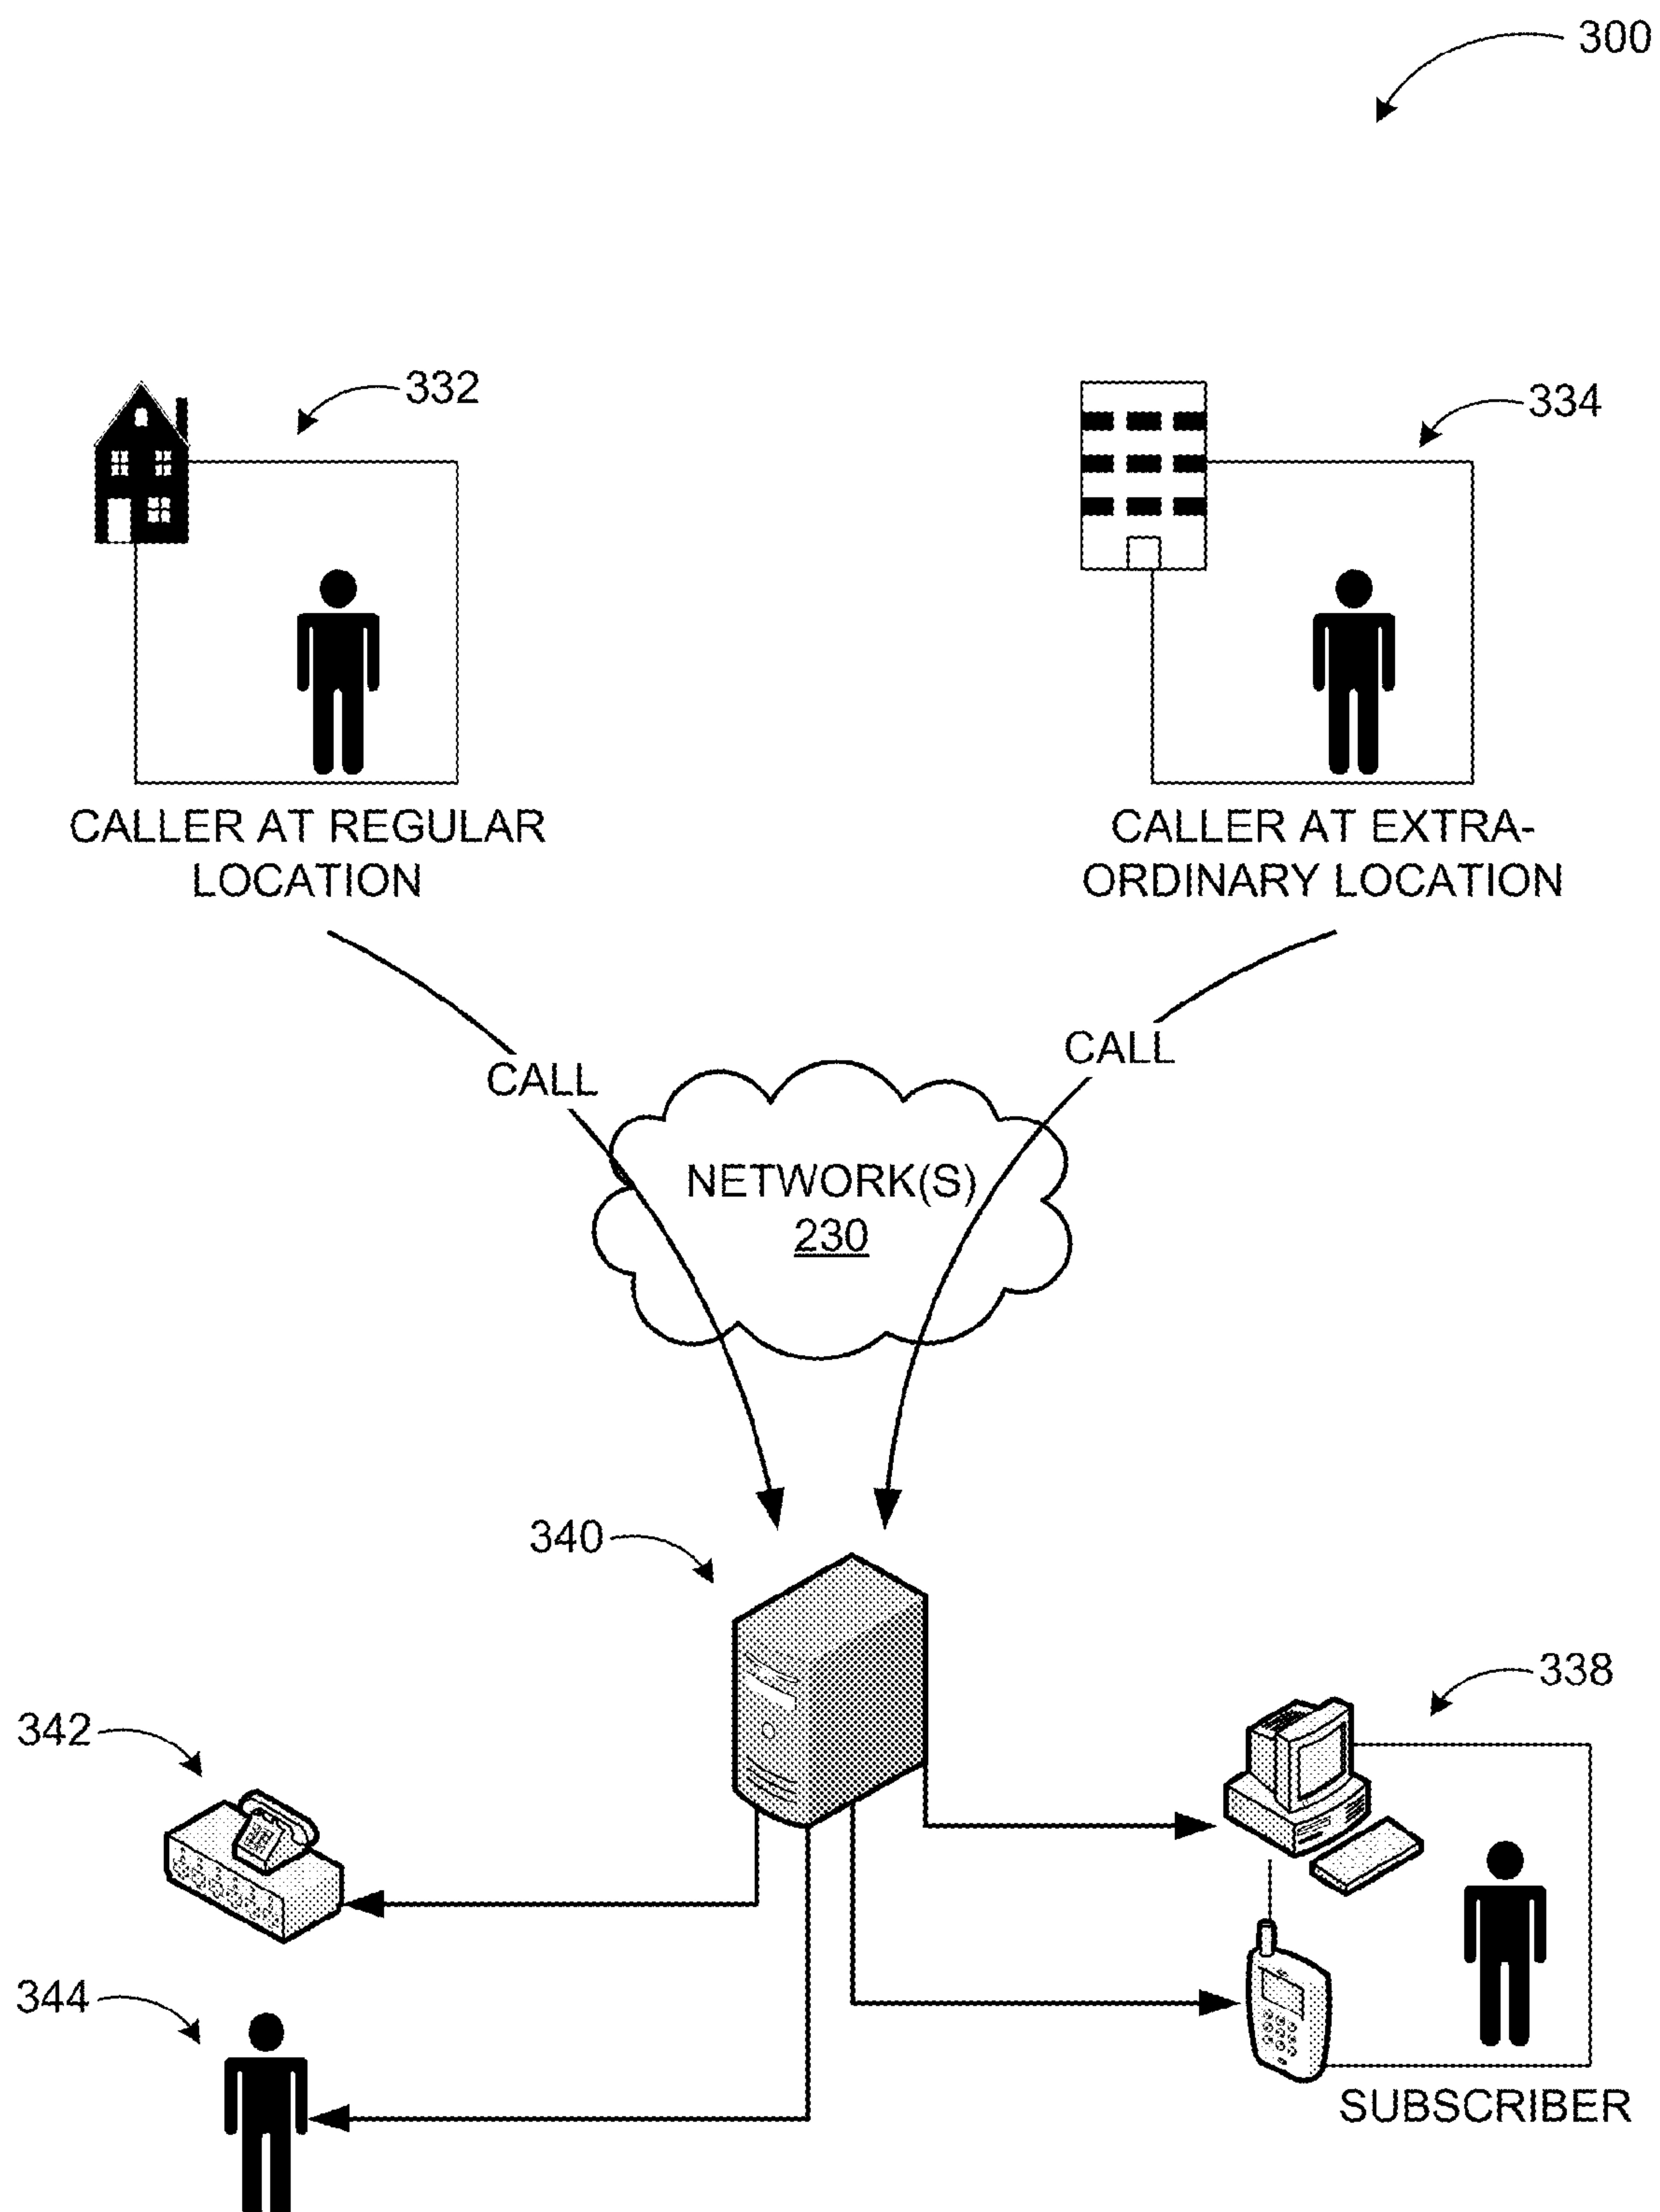 300
332
334
CALLER AT REGULAR
LOCATION
CALLER AT EXTRA-
ORDINARY LOCATION
CALL
CALL
NETWORK(S)
230
340
338
342
344
SUBSCRIBER